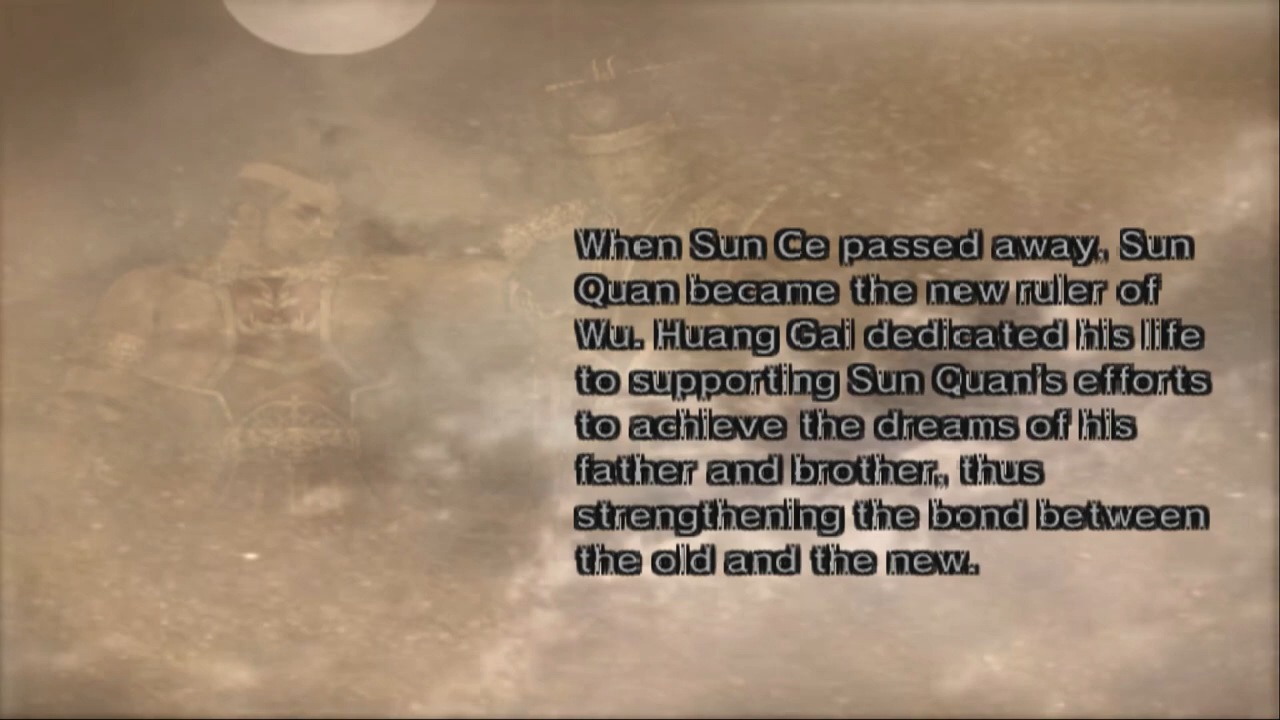 When Sun Ce passed away, Sun
Quan became the new ruler of
Wu. Huang Gai dedicated his life
to supporting Sun Quan's efforts
to achieve the dreams of his
father and brother, thus
strengthening the bond between
the old and the new.